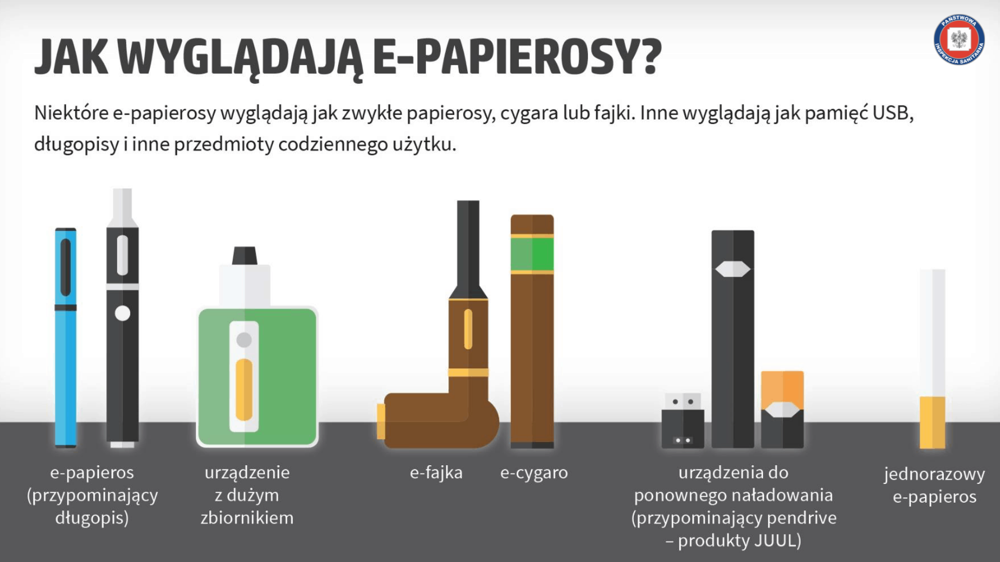 JAK WYGLĄDAJĄ E-PAPIEROSY?
PAŃSTWOWA
INSPEKCJA SANITARNA
Niektóre e-papierosy wyglądają jak zwykłe papierosy, cygara lub fajki. Inne wyglądają jak pamięć USB,
długopisy i inne przedmioty codziennego użytku.
e-papieros
(przypominający
długopis)
urządzenie
z dużym
zbiornikiem
e-fajka
e-cygaro
urządzenia do
ponownego naładowania
(przypominający pendrive
– produkty JUUL)
jednorazowy
e-papieros